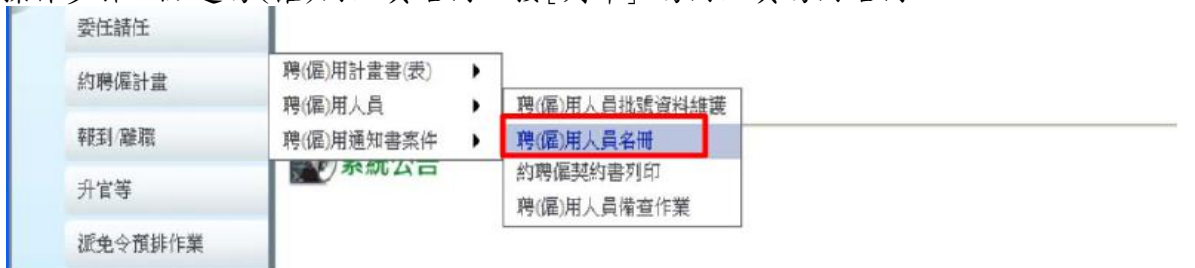 委任請任
約聘僱計畫
報到/離職
升官等
派免令預排作業
聘(僱)用計畫書(表)
聘(僱)用人員
聘(僱)用通知書案件
聘(僱)用人員批號資料維護
聘(僱)用人員名冊
約聘僱契約書列印
聘(僱)用人員備查作業
系統公告